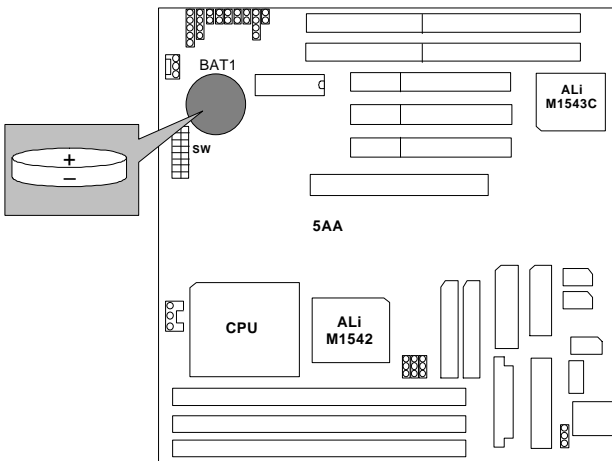 BAT1
ALi
M1543C
+
−
SW
5AA
CPU
ALi
M1542